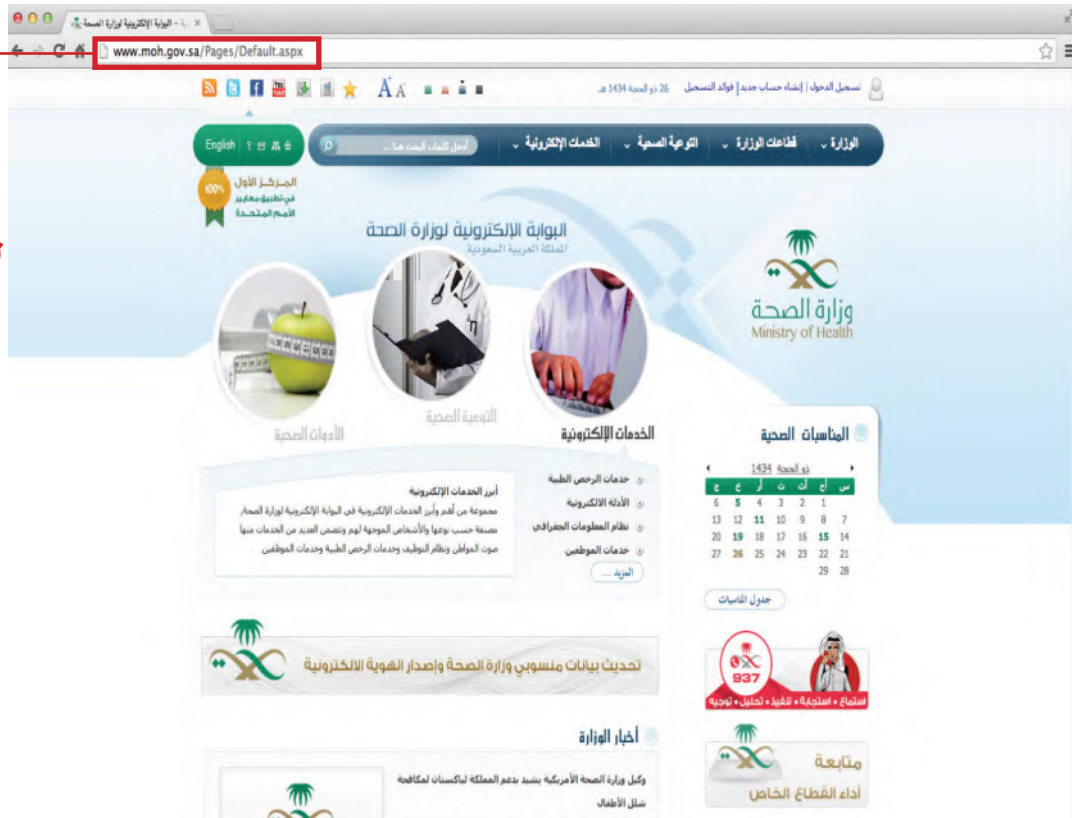 البوابة الإلكترونية لوزارة الصحة -
www.moh.gov.sa/Pages/Default.aspx
تسجيل الدخول | إنشاء حساب جديد | فوائد التسجيل 26 ذو الحجة 1434 هـ
الوزارة قطاعات الوزارة التوعية الصحية الخدمات الإلكترونية
أدخل كلمات البحث هنا ...
English
100%
المركز الأول
في تطبيق معايير
الأمم المتحدة
البوابة الإلكترونية لوزارة الصحة
المملكة العربية السعودية
وزارة الصحة
Ministry of Health
الخدمات الإلكترونية
التوعية الصحية
الأدوات الصحية
خدمات الرخص الطبية
الأدلة الالكترونية
نظام المعلومات الجغرافي
خدمات الموظفين
المزيد ...
أبرز الخدمات الإلكترونية
مجموعة من أهم وأبرز الخدمات الإلكترونية في البوابة الإلكترونية لوزارة الصحة,
مصنفة حسب نوعها والأشخاص الموجهة لهم وتتضمن العديد من الخدمات منها
صوت المواطن ونظام التوظيف وخدمات الرخص الطبية وخدمات الموظفين
المناسبات الصحية
ذو الحجة 1434
س أح أث ث أر خ ج
1 2 3 4 5 6
7 8 9 10 11 12 13
14 15 16 17 18 19 20
21 22 23 24 25 26 27
28 29
جدول المناسبات
تحديث بيانات منسوبي وزارة الصحة وإصدار الهوية الالكترونية
937
استماع • استجابة • تنفيذ • تحليل • توجيه
أخبار الوزارة
وكيل وزارة الصحة الأمريكية يشيد بدعم المملكة لباكستان لمكافحة
شلل الأطفال
متابعة
أداء القطاع الخاص